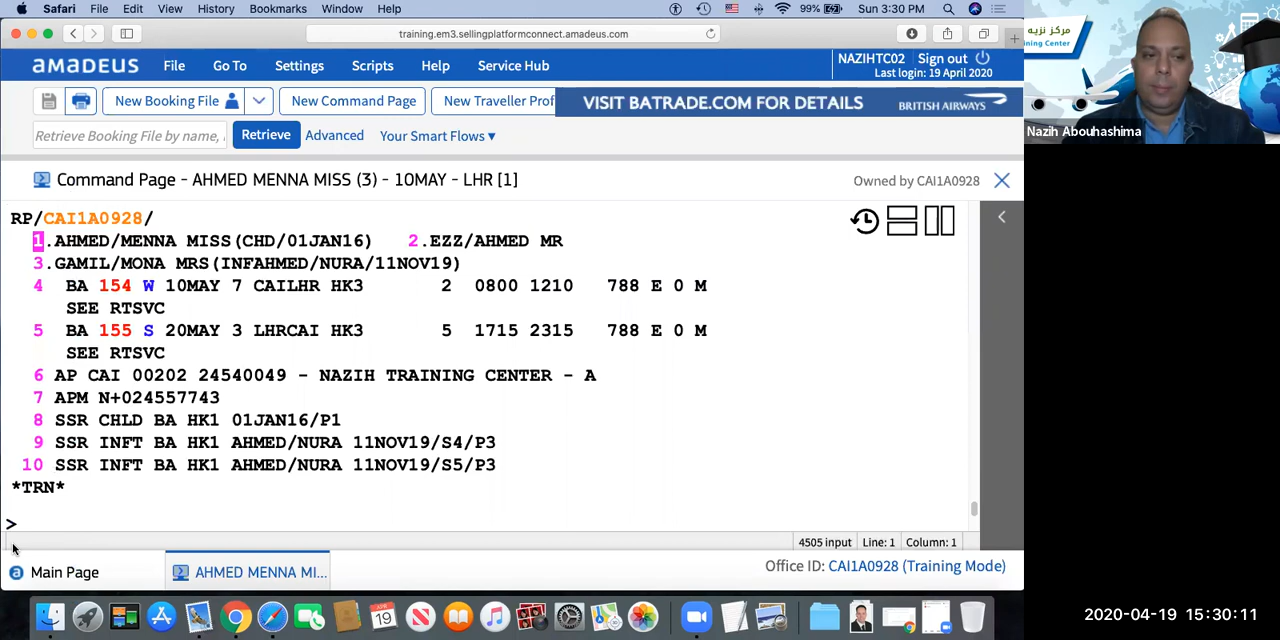 Safari File Edit View History Bookmarks Window Help 99% Sun 3:30 PM
training.em3.sellingplatformconnect.amadeus.com
amadeus File Go To Settings Scripts Help Service Hub NAZIHTC02 Sign out
Last login: 19 April 2020
New Booking File New Command Page New Traveller Prof VISIT BATRADE.COM FOR DETAILS BRITISH AIRWAYS
Retrieve Booking File by name, Retrieve Advanced Your Smart Flows ▾
Command Page - AHMED MENNA MISS (3) - 10MAY - LHR [1] Owned by CAI1A0928
RP/CAI1A0928/
1.AHMED/MENNA MISS(CHD/01JAN16) 2.EZZ/AHMED MR
3.GAMIL/MONA MRS(INFAHMED/NURA/11NOV19)
4 BA 154 W 10MAY 7 CAILHR HK3 2 0800 1210 788 E 0 M
SEE RTSVC
5 BA 155 S 20MAY 3 LHRCAI HK3 5 1715 2315 788 E 0 M
SEE RTSVC
6 AP CAI 00202 24540049 - NAZIH TRAINING CENTER - A
7 APM N+024557743
8 SSR CHLD BA HK1 01JAN16/P1
9 SSR INFT BA HK1 AHMED/NURA 11NOV19/S4/P3
10 SSR INFT BA HK1 AHMED/NURA 11NOV19/S5/P3
*TRN*
>
4505 input Line: 1 Column: 1
Main Page AHMED MENNA MI...
Office ID: CAI1A0928 (Training Mode)
APR
19
مركز نزيه
ining Center
Nazih Abouhashima
2020-04-19 15:30:11